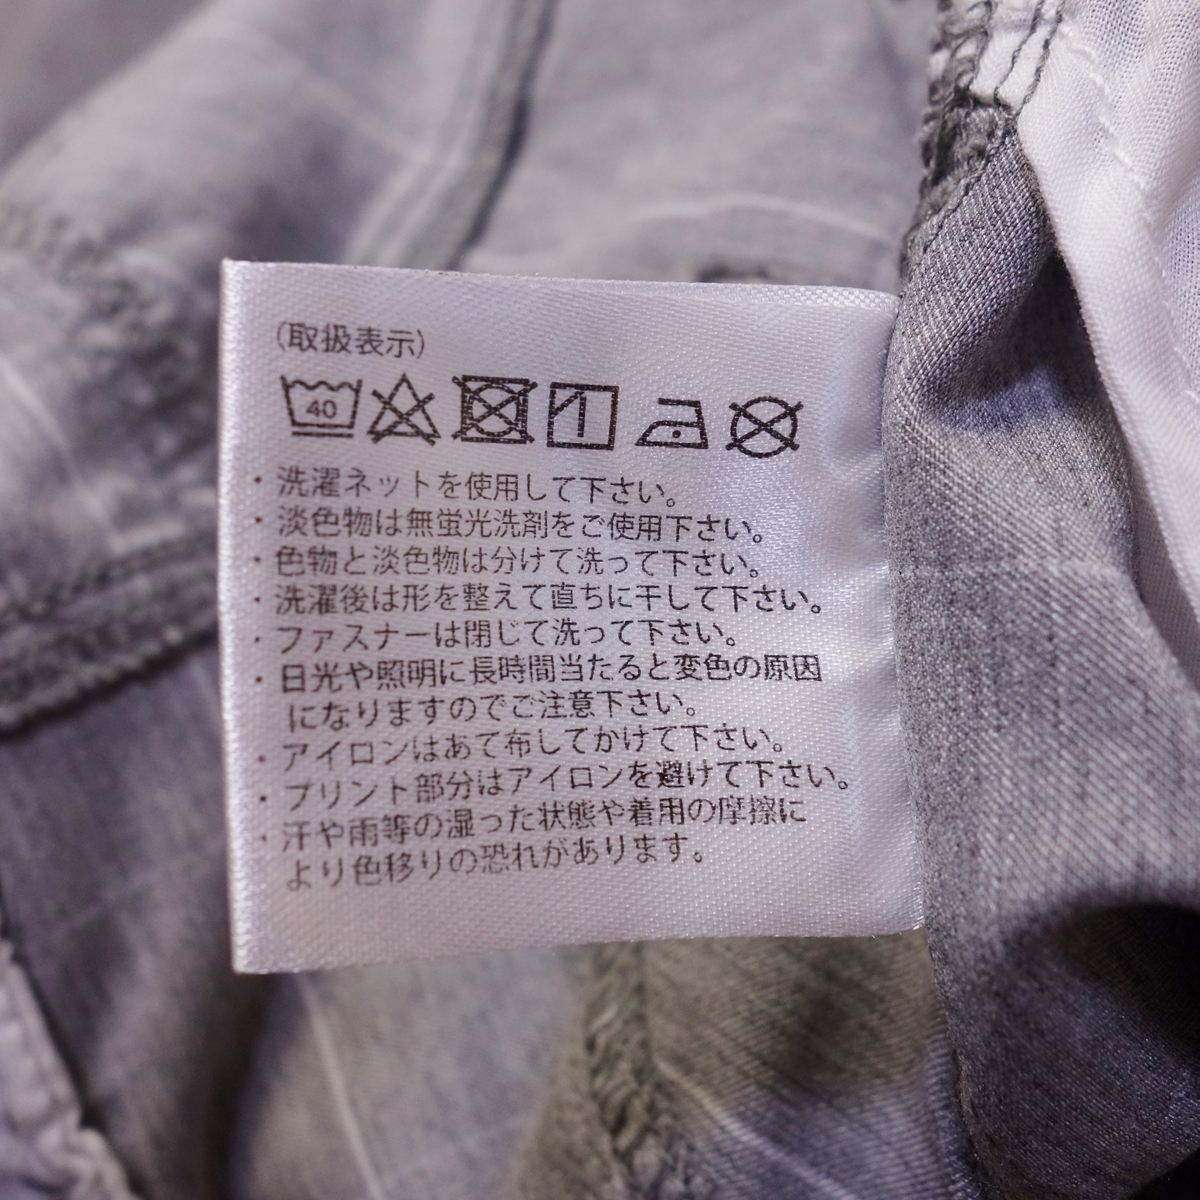 (取扱表示)
40
・洗濯ネットを使用して下さい。
・淡色物は無蛍光洗剤をご使用下さい。
・色物と淡色物は分けて洗って下さい。
・洗濯後は形を整えて直ちに干して下さい。
・ファスナーは閉じて洗って下さい。
・日光や照明に長時間当たると変色の原因
になりますのでご注意下さい。
・アイロンはあて布してかけて下さい。
・プリント部分はアイロンを避けて下さい。
・汗や雨等の湿った状態や着用の摩擦に
より色移りの恐れがあります。